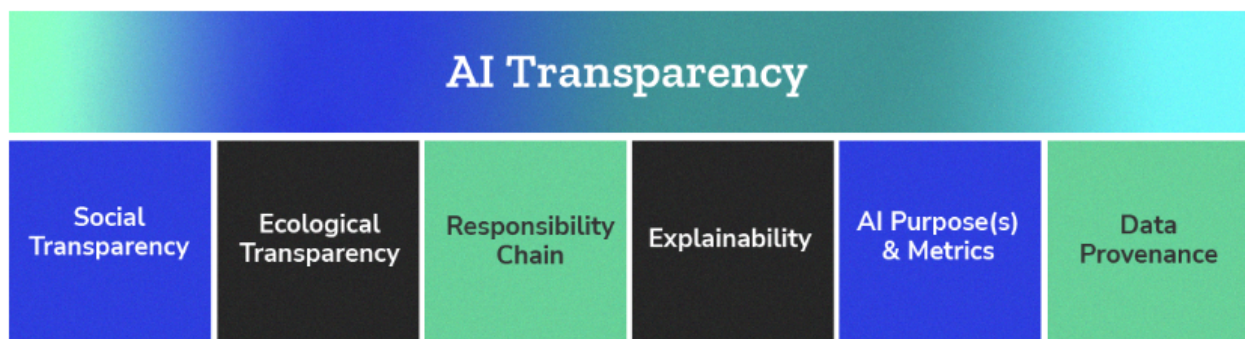 AI Transparency
Social
Transparency
Ecological
Transparency
Responsibility
Chain
Explainability
AI Purpose(s)
& Metrics
Data
Provenance